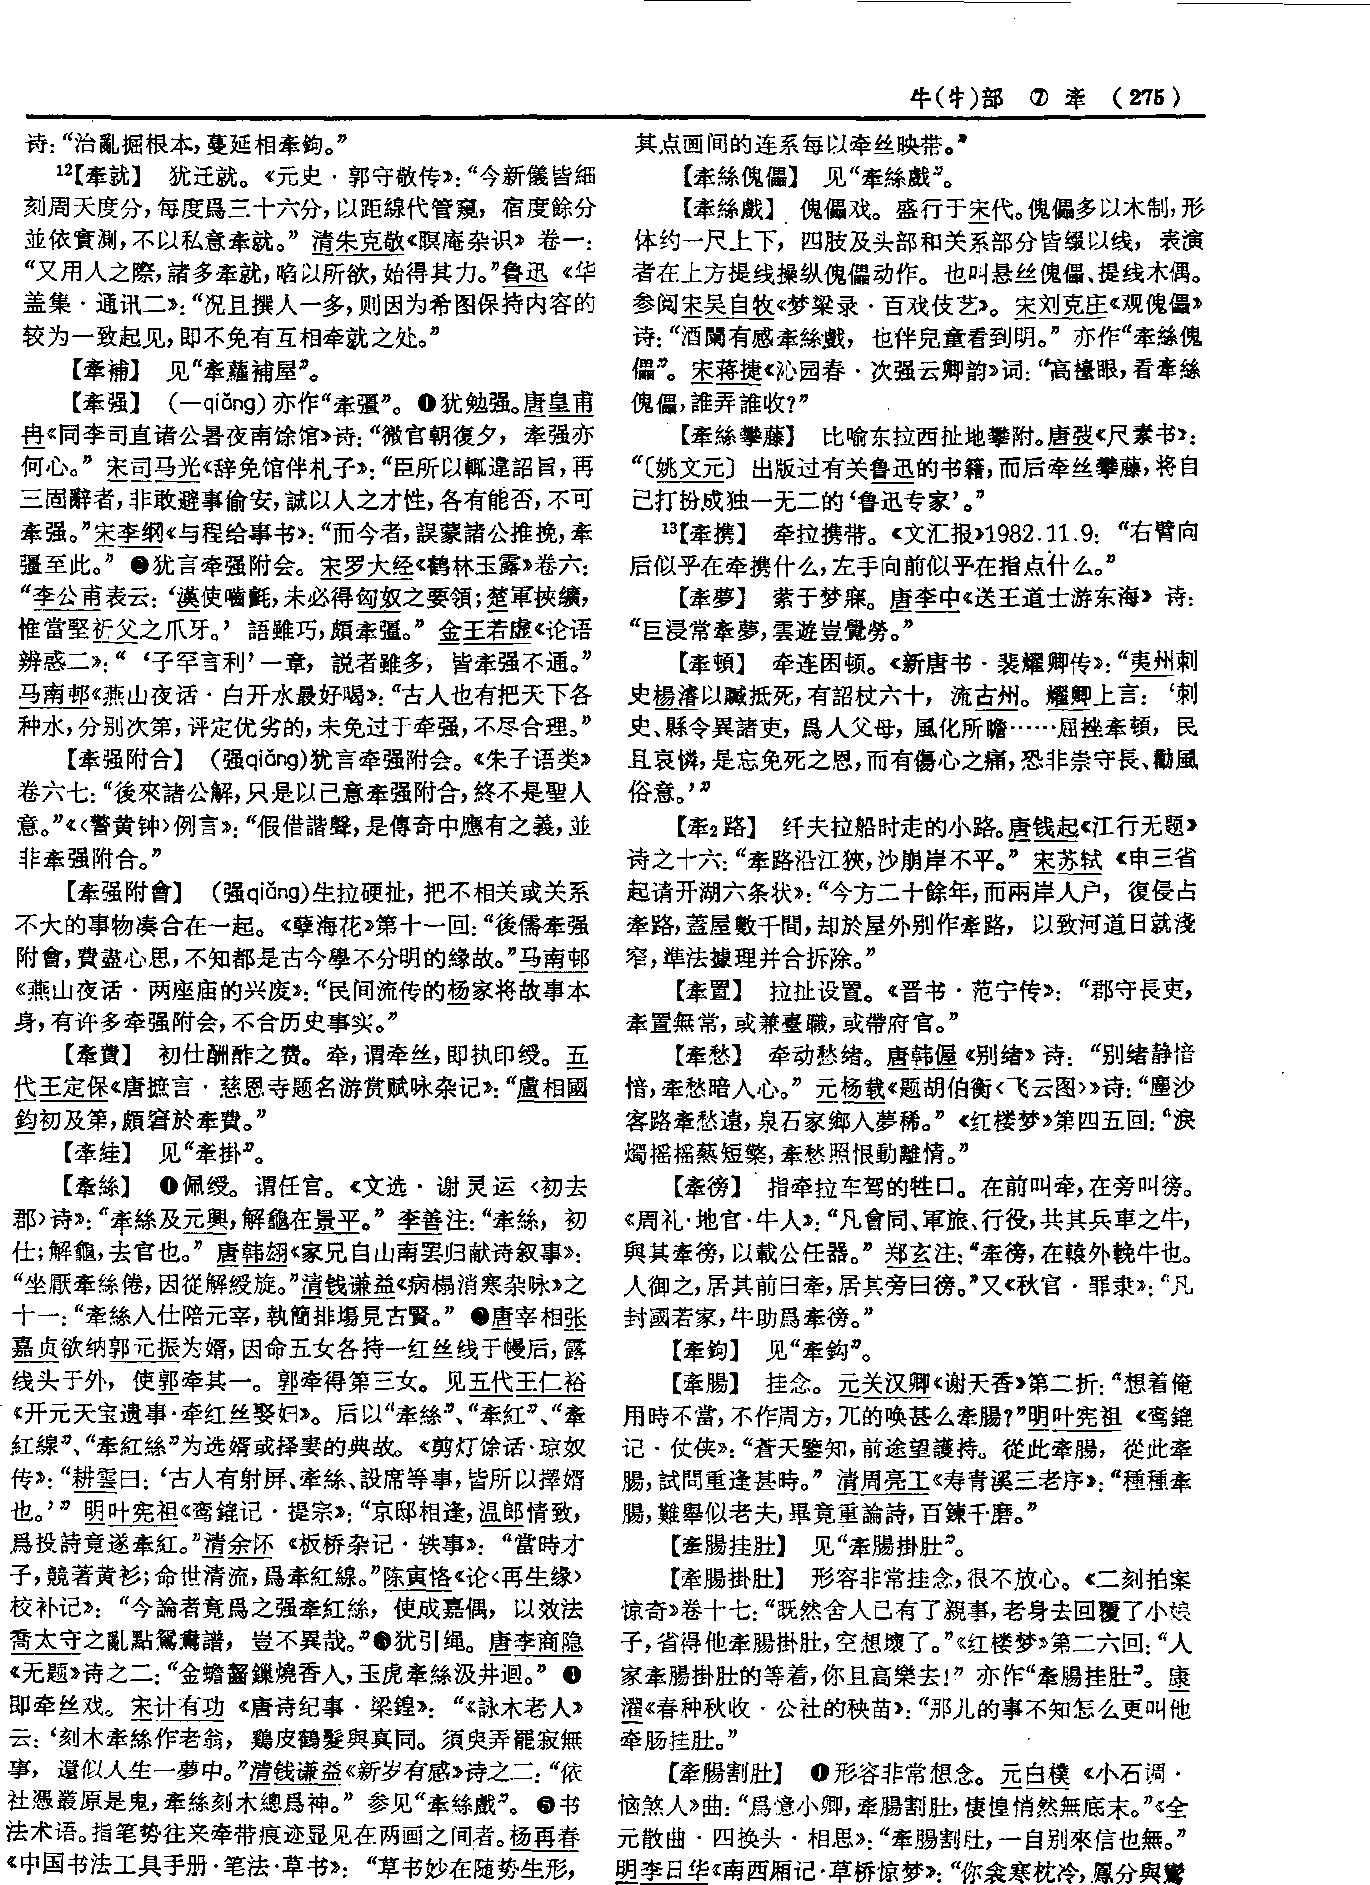 牛(牜)部 ⑦ 牽 (275)
诗:“治亂掘根本,蔓延相牽鉤。”
12【牽就】 犹迁就。《元史·郭守敬传》:“今新儀皆細
刻周天度分,每度爲三十六分,以距線代管窺,宿度餘分
並依實測,不以私意牽就。” 清朱克敬《暝庵杂识》卷一:
“又用人之際,諸多牽就,啗以所欲,始得其力。”鲁迅《华
盖集·通讯二》:“况且撰人一多,则因为希图保持内容的
较为一致起见,即不免有互相牵就之处。”
【牽補】 见“牽蘿補屋”。
【牽强】 (—qiǎng)亦作“牽彊”。❶犹勉强。唐皇甫
冉《同李司直诸公暑夜南馀馆》诗:“微官朝復夕,牽强亦
何心。” 宋司马光《辞免馆伴札子》:“臣所以輒違詔旨,再
三固辭者,非敢避事偷安,誠以人之才性,各有能否,不可
牽强。”宋李纲《与程给事书》:“而今者,誤蒙諸公推挽,牽
彊至此。” ❷犹言牵强附会。宋罗大经《鹤林玉露》卷六:
“李公甫表云:‘漢使嚙氈,未必得匈奴之要領;楚軍挾纊,
惟當堅祈父之爪牙。’語雖巧,頗牽彊。” 金王若虚《论语
辨惑二》:“‘子罕言利’一章,説者雖多,皆牽强不通。”
马南邨《燕山夜话·白开水最好喝》:“古人也有把天下各
种水,分别次第,评定优劣的,未免过于牵强,不尽合理。”
【牽强附合】 (强qiǎng)犹言牵强附会。《朱子语类》
卷六七:“後來諸公解,只是以己意牽强附合,終不是聖人
意。”《〈警黄钟〉例言》:“假借諧聲,是傳奇中應有之義,並
非牽强附合。”
【牽强附會】 (强qiǎng)生拉硬扯,把不相关或关系
不大的事物凑合在一起。《孽海花》第十一回:“後儒牽强
附會,費盡心思,不知都是古今學不分明的緣故。”马南邨
《燕山夜话·两座庙的兴废》:“民间流传的杨家将故事本
身,有许多牵强附会,不合历史事实。”
【牽費】 初仕酬酢之费。牵,谓牵丝,即执印绶。五
代王定保《唐摭言·慈恩寺题名游赏赋咏杂记》:“盧相國
鈞初及第,頗窘於牽費。”
【牽絓】 见“牽掛”。
【牽絲】 ❶佩绶。谓任官。《文选·谢灵运〈初去
郡〉诗》:“牽絲及元興,解龜在景平。” 李善注:“牽絲,初
仕;解龜,去官也。” 唐韩翃《家兄自山南罢归献诗叙事》:
“坐厭牽絲倦,因從解綬旋。”清钱谦益《病榻消寒杂咏》之
十一:“牽絲人仕陪元宰,執簡排場見古賢。” ❷唐宰相张
嘉贞欲纳郭元振为婿,因命五女各持一红丝线于幔后,露
线头于外,使郭牵其一。郭牵得第三女。见五代王仁裕
《开元天宝遗事·牵红丝娶妇》。后以“牽絲”、“牽紅”、“牽
紅線”、“牽紅絲”为选婿或择妻的典故。《剪灯馀话·琼奴
传》:“耕雲曰:‘古人有射屏、牽絲、設席等事,皆所以擇婿
也。’” 明叶宪祖《鸾鎞记·提宗》:“京邸相逢,温郎情致,
爲投詩竟遂牽紅。”清余怀《板桥杂记·轶事》:“當時才
子,競著黄衫;命世清流,爲牽紅線。”陈寅恪《论〈再生缘〉
校补记》:“今論者竟爲之强牽紅絲,使成嘉偶,以效法
喬太守之亂點鴛鴦譜,豈不異哉。”❸犹引绳。唐李商隐
《无题》诗之二:“金蟾齧鏁燒香入,玉虎牽絲汲井迴。” ❹
即牵丝戏。宋计有功《唐诗纪事·梁鍠》:“《詠木老人》
云:‘刻木牽絲作老翁,鷄皮鶴髮與真同。須臾弄罷寂無
事,還似人生一夢中。”清钱谦益《新岁有感》诗之二:“依
社憑叢原是鬼,牽絲刻木總爲神。” 参见“牽絲戲”。❺书
法术语。指笔势往来牵带痕迹显见在两画之间者。杨再春
《中国书法工具手册·笔法·草书》:“草书妙在随势生形,
其点画间的连系每以牵丝映带。”
【牽絲傀儡】 见“牽絲戲”。
【牽絲戲】 傀儡戏。盛行于宋代。傀儡多以木制,形
体约一尺上下,四肢及头部和关系部分皆缀以线,表演
者在上方提线操纵傀儡动作。也叫悬丝傀儡、提线木偶。
参阅宋吴自牧《梦粱录·百戏伎艺》。宋刘克庄《观傀儡》
诗:“酒闌有感牽絲戲,也伴兒童看到明。” 亦作“牽絲傀
儡”。宋蒋捷《沁园春·次强云卿韵》词:“高擡眼,看牽絲
傀儡,誰弄誰收?”
【牽絲攀藤】 比喻东拉西扯地攀附。唐弢《尺素书》:
“〔姚文元〕出版过有关鲁迅的书籍,而后牵丝攀藤,将自
己打扮成独一无二的‘鲁迅专家’。”
13【牽携】 牵拉携带。《文汇报》1982.11.9:“右臂向
后似乎在牵携什么,左手向前似乎在指点什么。”
【牽夢】 萦于梦寐。唐李中《送王道士游东海》诗:
“巨浸常牽夢,雲遊豈覺勞。”
【牽頓】 牵连困顿。《新唐书·裴耀卿传》:“夷州刺
史楊濬以贓抵死,有詔杖六十,流古州。耀卿上言:‘刺
史、縣令異諸吏,爲人父母,風化所瞻……屈挫牽頓,民
且哀憐,是忘免死之恩,而有傷心之痛,恐非崇守長、勸風
俗意。’”
【牽2路】 纤夫拉船时走的小路。唐钱起《江行无题》
诗之十六:“牽路沿江狹,沙崩岸不平。” 宋苏轼《申三省
起请开湖六条状》:“今方二十餘年,而兩岸人户,復侵占
牽路,蓋屋數千間,却於屋外别作牽路,以致河道日就淺
窄,準法據理并合拆除。”
【牽置】 拉扯设置。《晋书·范宁传》:“郡守長吏,
牽置無常,或兼臺職,或帶府官。”
【牽愁】 牵动愁绪。唐韩偓《别绪》诗:“别绪静愔
愔,牽愁暗入心。” 元杨载《题胡伯衡〈飞云图〉》诗:“塵沙
客路牽愁遠,泉石家鄉入夢稀。”《红楼梦》第四五回:“淚
燭摇摇爇短檠,牽愁照恨動離情。”
【牽徬】 指牵拉车驾的牲口。在前叫牵,在旁叫徬。
《周礼·地官·牛人》:“凡會同、軍旅、行役,共其兵車之牛,
與其牽徬,以載公任器。” 郑玄注:“牽徬,在轅外輓牛也。
人御之,居其前曰牽,居其旁曰徬。”又《秋官·罪隶》:“凡
封國若家,牛助爲牽徬。”
【牽鉤】 见“牽鈎”。
【牽腸】 挂念。元关汉卿《谢天香》第二折:“想着俺
用時不當,不作周方,兀的唤甚么牽腸?”明叶宪祖《鸾鎞
记·仗侠》:“蒼天鑒知,前途望護持。從此牽腸,從此牽
腸,試問重逢甚時。” 清周亮工《寿青溪三老序》:“種種牽
腸,難舉似老夫,畢竟重論詩,百鍊千磨。”
【牽腸挂肚】 见“牽腸掛肚”。
【牽腸掛肚】 形容非常挂念,很不放心。《二刻拍案
惊奇》卷十七:“既然舍人已有了親事,老身去回覆了小娘
子,省得他牽腸掛肚,空想壞了。”《红楼梦》第二六回:“人
家牽腸掛肚的等着,你且高樂去!” 亦作“牽腸挂肚”。康
濯《春种秋收·公社的秧苗》:“那儿的事不知怎么更叫他
牵肠挂肚。”
【牽腸割肚】 ❶形容非常想念。元白樸《小石调·
恼煞人》曲:“爲憶小卿,牽腸割肚,悽惶悄然無底末。”《全
元散曲·四换头·相思》:“牽腸割肚,一自别來信也無。”
明李日华《南西厢记·草桥惊梦》:“你衾寒枕冷,鳳分與鸞